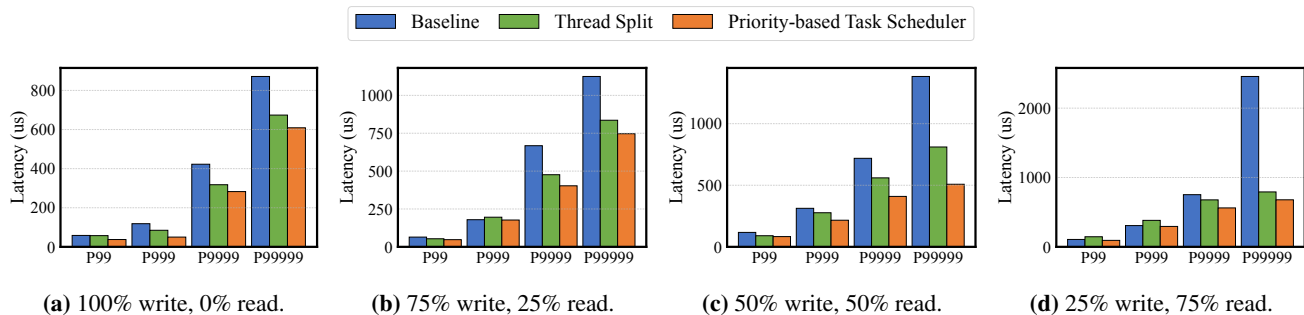 Baseline Thread Split Priority-based Task Scheduler
Latency (us)
800
600
400
200
0
P99 P999 P9999 P99999
(a) 100% write, 0% read.
Latency (us)
1000
750
500
250
0
P99 P999 P9999 P99999
(b) 75% write, 25% read.
Latency (us)
1000
500
0
P99 P999 P9999 P99999
(c) 50% write, 50% read.
Latency (us)
2000
1000
0
P99 P999 P9999 P99999
(d) 25% write, 75% read.